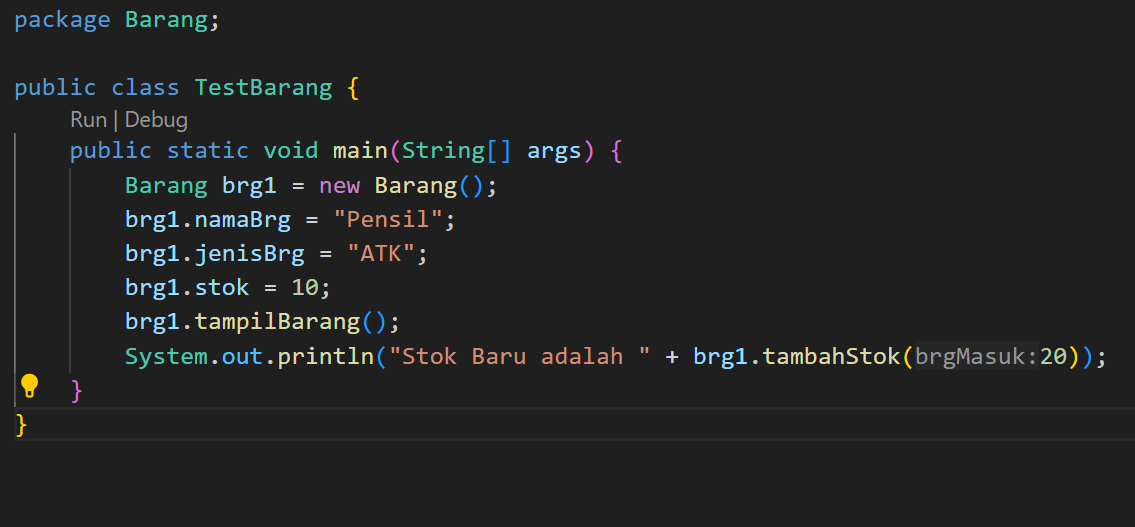 package Barang;
public class TestBarang {
Run | Debug
public static void main(String[] args) {
Barang brg1 = new Barang();
brg1.namaBrg = "Pensil";
brg1.jenisBrg = "ATK";
brg1.stok = 10;
brg1.tampilBarang();
System.out.println("Stok Baru adalah " + brg1.tambahStok(brgMasuk:20));
}
}